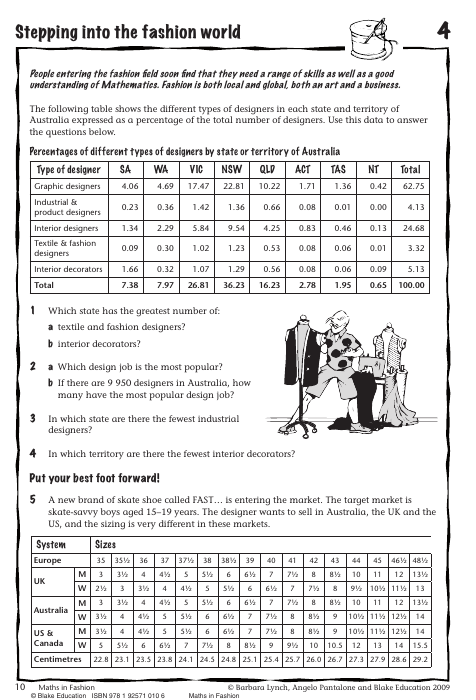 Stepping into the fashion world
4
People entering the fashion field soon find that they need a range of skills as well as a good
understanding of Mathematics. Fashion is both local and global, both an art and a business.
The following table shows the different types of designers in each state and territory of
Australia expressed as a percentage of the total number of designers. Use this data to answer
the questions below.
Percentages of different types of designers by state or territory of Australia
Type of designer SA WA VIC NSW QLD ACT TAS NT Total
Graphic designers 4.06 4.69 17.47 22.81 10.22 1.71 1.36 0.42 62.75
Industrial &
product designers 0.23 0.36 1.42 1.36 0.66 0.08 0.01 0.00 4.13
Interior designers 1.34 2.29 5.84 9.54 4.25 0.83 0.46 0.13 24.68
Textile & fashion
designers 0.09 0.30 1.02 1.23 0.53 0.08 0.06 0.01 3.32
Interior decorators 1.66 0.32 1.07 1.29 0.56 0.08 0.06 0.09 5.13
Total 7.38 7.97 26.81 36.23 16.23 2.78 1.95 0.65 100.00
1 Which state has the greatest number of:
a textile and fashion designers?
b interior decorators?
2 a Which design job is the most popular?
b If there are 9 950 designers in Australia, how
many have the most popular design job?
3 In which state are there the fewest industrial
designers?
4 In which territory are there the fewest interior decorators?
Put your best foot forward!
5 A new brand of skate shoe called FAST... is entering the market. The target market is
skate-savvy boys aged 15–19 years. The designer wants to sell in Australia, the UK and the
US, and the sizing is very different in these markets.
System Sizes
Europe 35 35½ 36 37 37½ 38 38½ 39 40 41 42 43 44 45 46½ 48½
UK M 3 3½ 4 4½ 5 5½ 6 6½ 7 7½ 8 8½ 10 11 12 13½
W 2½ 3 3½ 4 4½ 5 5½ 6 6½ 7 7½ 8 9½ 10½ 11½ 13
Australia M 3 3½ 4 4½ 5 5½ 6 6½ 7 7½ 8 8½ 10 11 12 13½
W 3½ 4 4½ 5 5½ 6 6½ 7 7½ 8 8½ 9 10½ 11½ 12½ 14
US &
Canada M 3½ 4 4½ 5 5½ 6 6½ 7 7½ 8 8½ 9 10½ 11½ 12½ 14
W 5 5½ 6 6½ 7 7½ 8 8½ 9 9½ 10 10.5 12 13 14 15.5
Centimetres 22.8 23.1 23.5 23.8 24.1 24.5 24.8 25.1 25.4 25.7 26.0 26.7 27.3 27.9 28.6 29.2
10 Maths in Fashion © Barbara Lynch, Angelo Pantalone and Blake Education 2009
© Blake Education ISBN 978 1 92571 010 6 Maths in Fashion